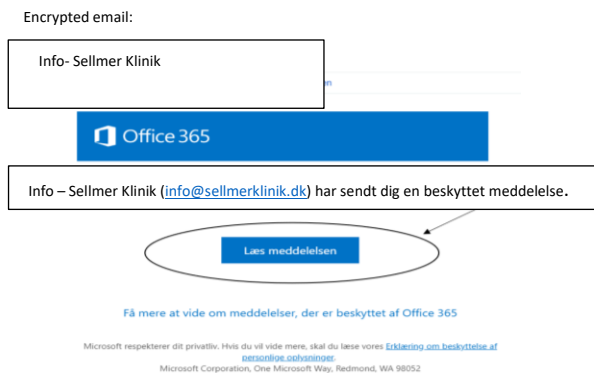 Encrypted email:
Info- Sellmer Klinik
en
Office 365
Info – Sellmer Klinik (info@sellmerklinik.dk) har sendt dig en beskyttet meddelelse.
Læs meddelelsen
Få mere at vide om meddelelser, der er beskyttet af Office 365
Microsoft respekterer dit privatliv. Hvis du vil vide mere, skal du læse vores Erklæring om beskyttelse af
personlige oplysninger.
Microsoft Corporation, One Microsoft Way, Redmond, WA 98052